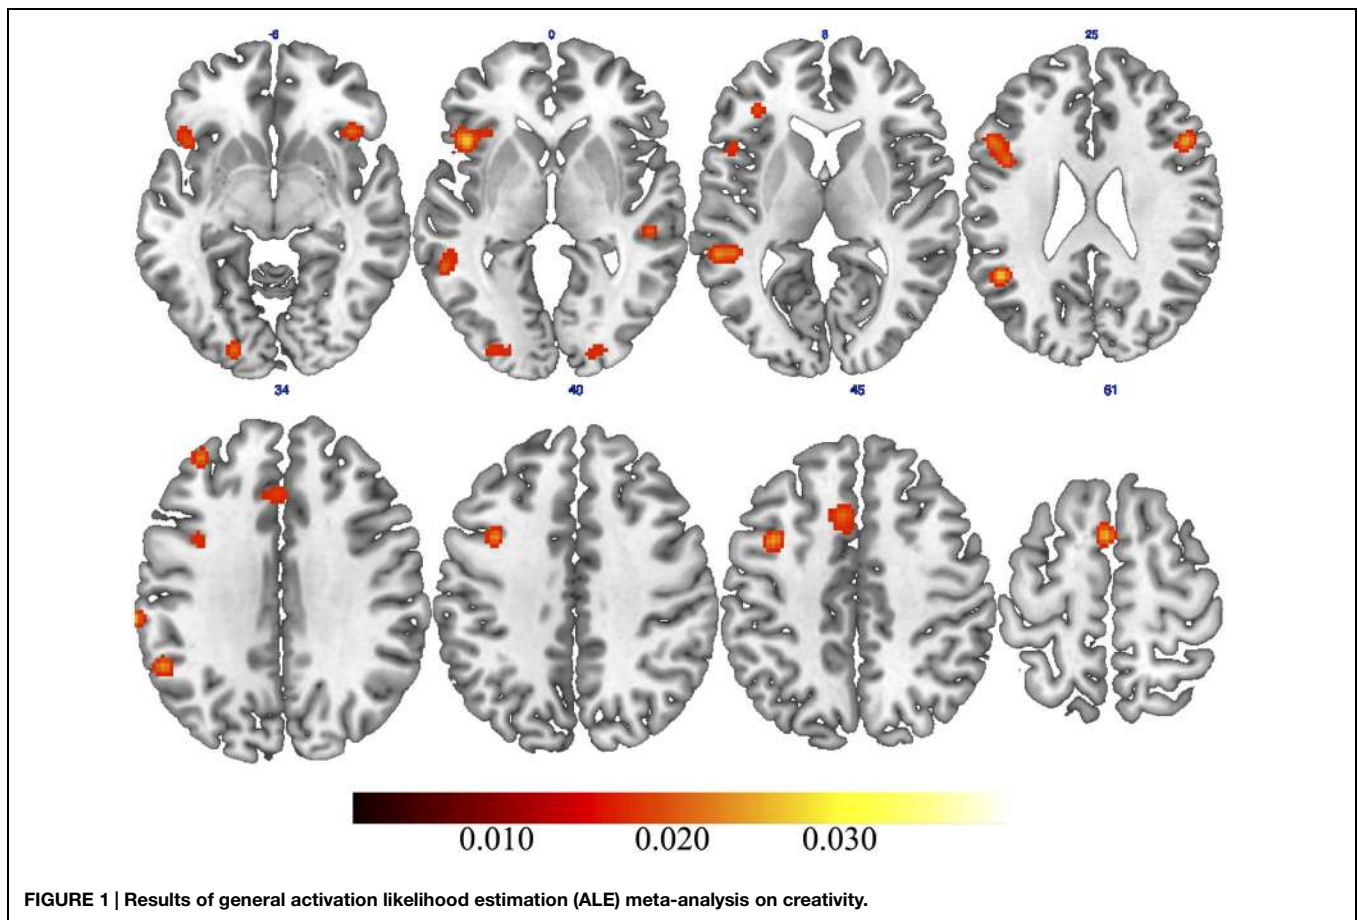 -6 0 8 25
34 40 45 61
0.010 0.020 0.030
FIGURE 1 | Results of general activation likelihood estimation (ALE) meta-analysis on creativity.